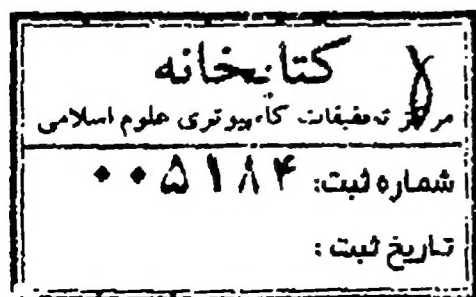 کتابخانه
مرکز تحقیقات کامپیوتری علوم اسلامی
شماره ثبت: ۰۰۵۱۸۴
تاریخ ثبت :